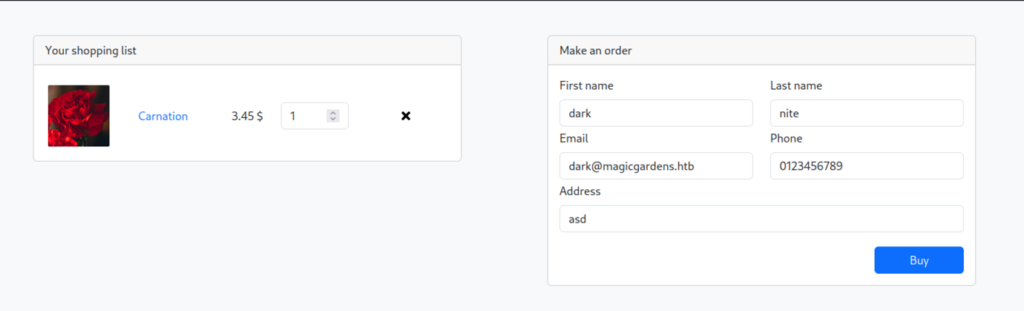 Your shopping list
Carnation 3.45 $ 1
Make an order
First name Last name
dark nite
Email Phone
dark@magicgardens.htb 0123456789
Address
asd
Buy